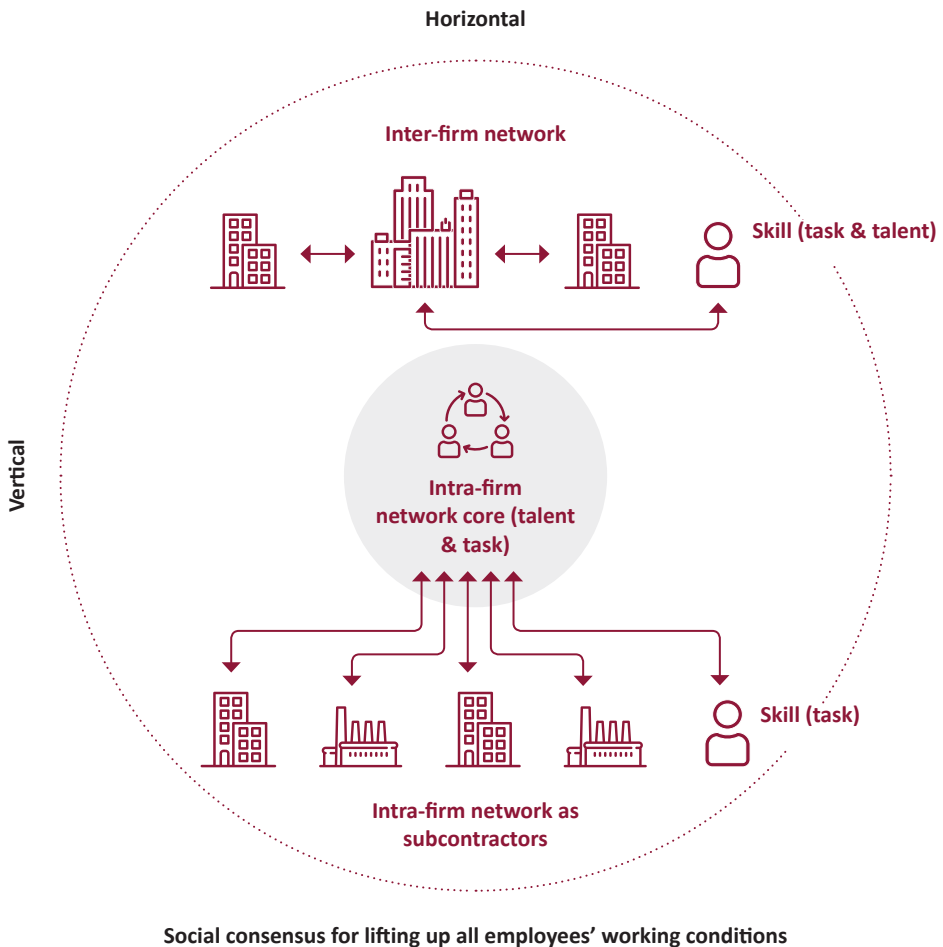 Horizontal
Inter-firm network
Skill (task & talent)
Vertical
Intra-firm
network core (talent
& task)
Skill (task)
Intra-firm network as
subcontractors
Social consensus for lifting up all employees’ working conditions